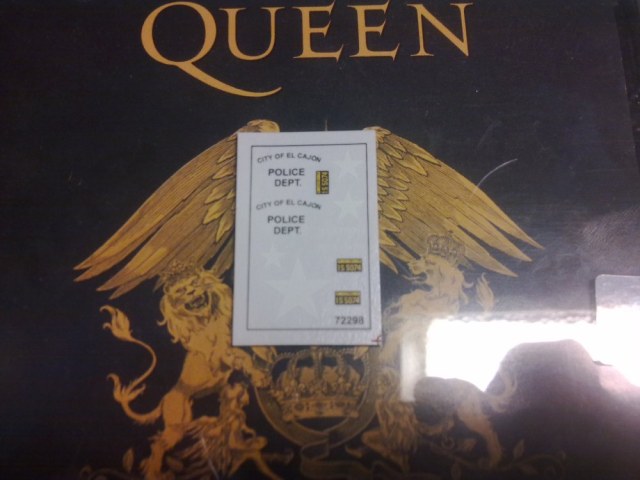 QUEEN
CITY OF EL CAJON
POLICE
DEPT.
CITY OF EL CAJON
POLICE
DEPT.
72298